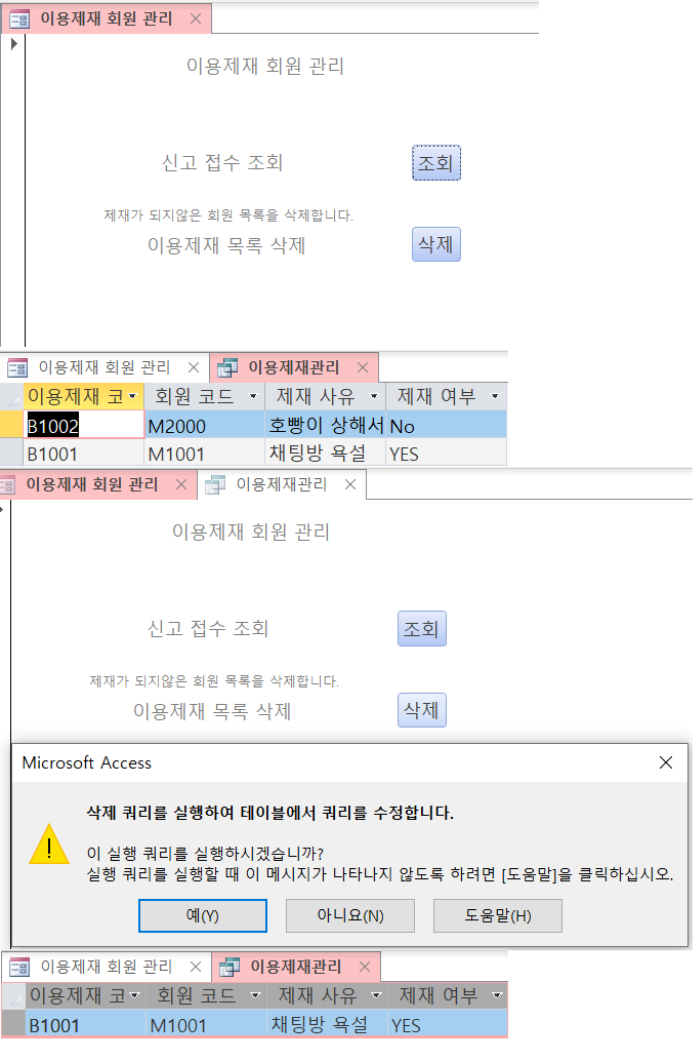 이용제재 회원 관리
이용제재 회원 관리
신고 접수 조회 조회
제재가 되지않은 회원 목록을 삭제합니다.
이용제재 목록 삭제 삭제
이용제재 회원 관리 이용제재관리
이용제재 코 회원 코드 제재 사유 제재 여부
B1002 M2000 호빵이 상해서 No
B1001 M1001 채팅방 욕설 YES
이용제재 회원 관리 이용제재관리
이용제재 회원 관리
신고 접수 조회 조회
제재가 되지않은 회원 목록을 삭제합니다.
이용제재 목록 삭제 삭제
Microsoft Access
삭제 쿼리를 실행하여 테이블에서 쿼리를 수정합니다.
이 실행 쿼리를 실행하시겠습니까?
실행 쿼리를 실행할 때 이 메시지가 나타나지 않도록 하려면 [도움말]을 클릭하십시오.
예(Y) 아니요(N) 도움말(H)
이용제재 회원 관리 이용제재관리
이용제재 코 회원 코드 제재 사유 제재 여부
B1001 M1001 채팅방 욕설 YES